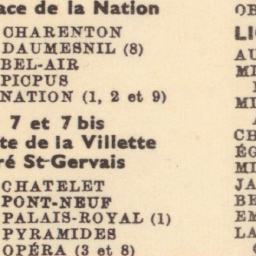 ace de la Nation
CHARENTON
DAUMESNIL (8)
BEL-AIR
PICPUS
NATION (1, 2 et 9)
7 et 7 bis
te de la Villette
ré St-Gervais
CHATELET
PONT-NEUF
PALAIS-ROYAL (1)
PYRAMIDES
OPÉRA (3 et 8)
OB
LI
AU
MI
MI
CH
ÉG
MI
JA
BE
EM
LA